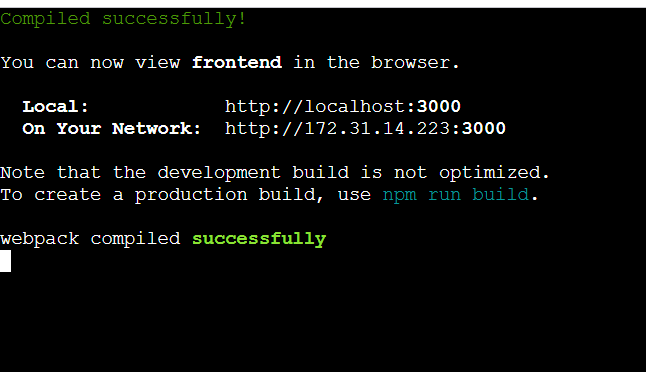 Compiled successfully!
You can now view frontend in the browser.
Local: http://localhost:3000
On Your Network: http://172.31.14.223:3000
Note that the development build is not optimized.
To create a production build, use npm run build.
webpack compiled successfully